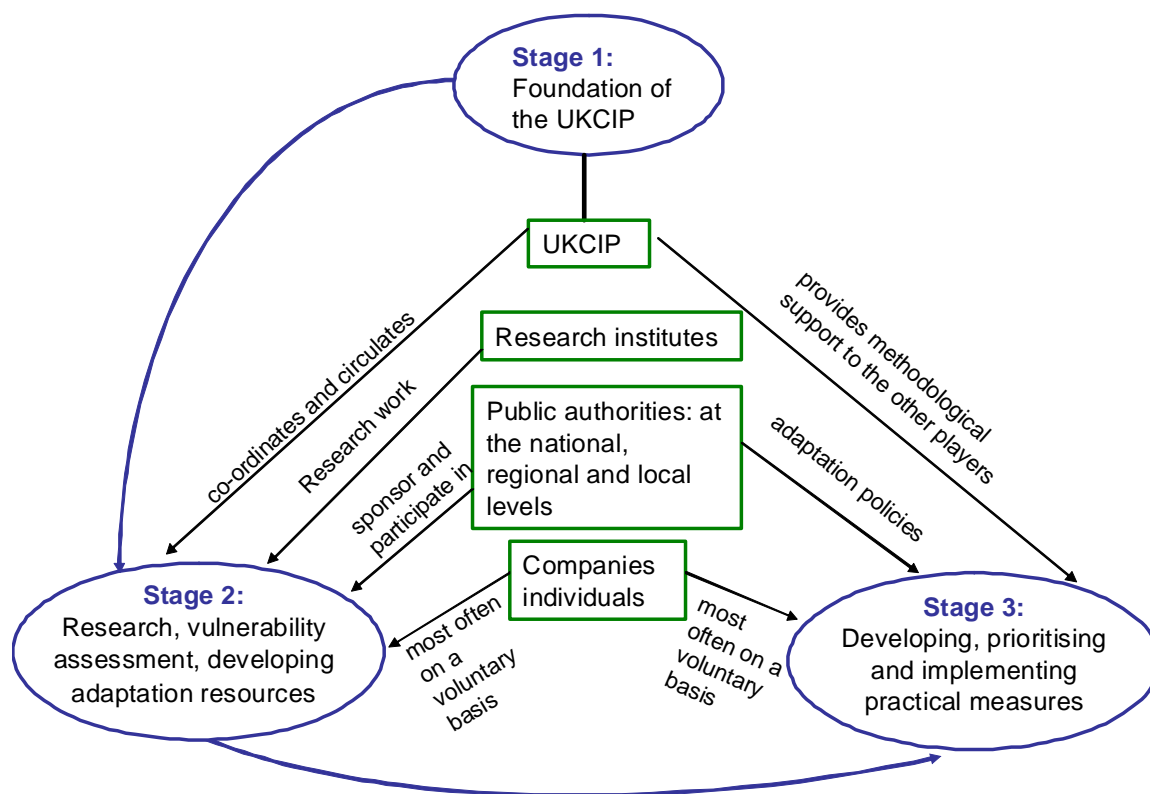 Stage 1:
Foundation of
the UKCIP
UKCIP
Research institutes
Public authorities: at
the national,
regional and local
levels
Companies
individuals
co-ordinates and circulates
Research work
sponsor and
participate in
most often
on a
voluntary
basis
provides methodological
support to the other players
adaptation policies
most
often on a
voluntary
basis
Stage 2:
Research, vulnerability
assessment, developing
adaptation resources
Stage 3:
Developing, prioritising
and implementing
practical measures